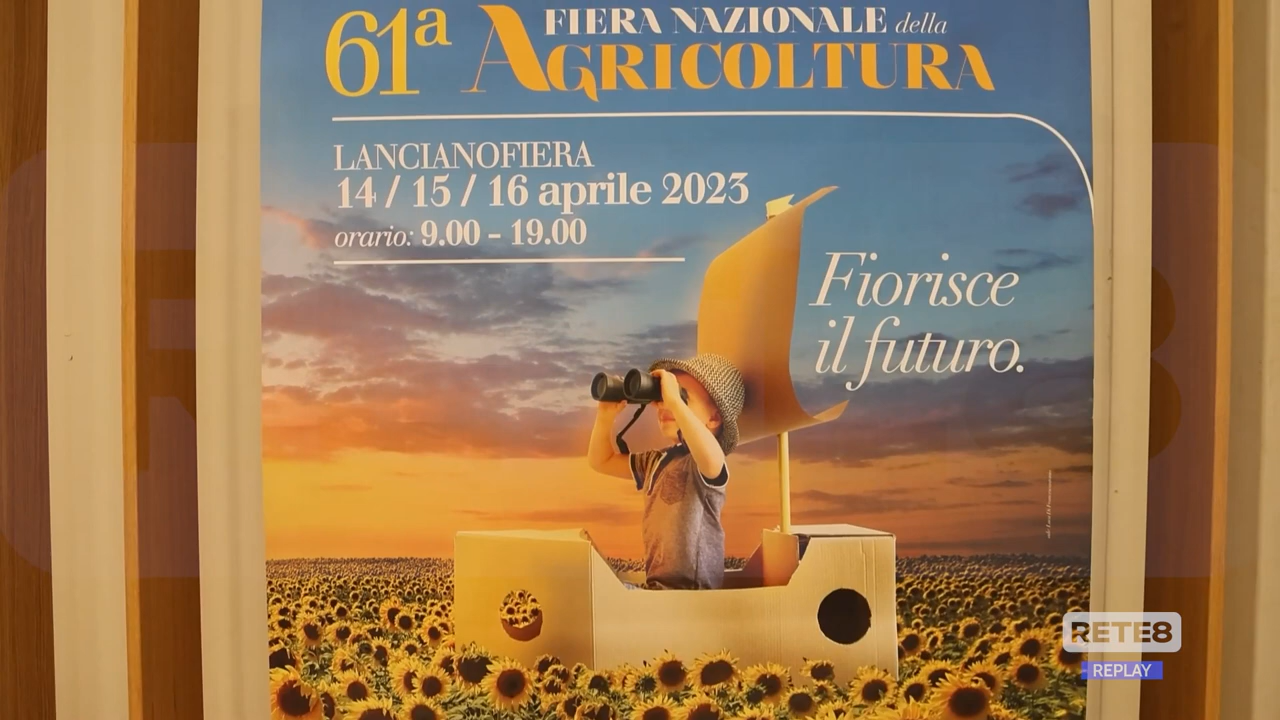 61ª FIERA NAZIONALE della
AGRICOLTURA
LANCIANOFIERA
14 / 15 / 16 aprile 2023
orario: 9.00 - 19.00
Fiorisce
il futuro.
RETE8
REPLAY